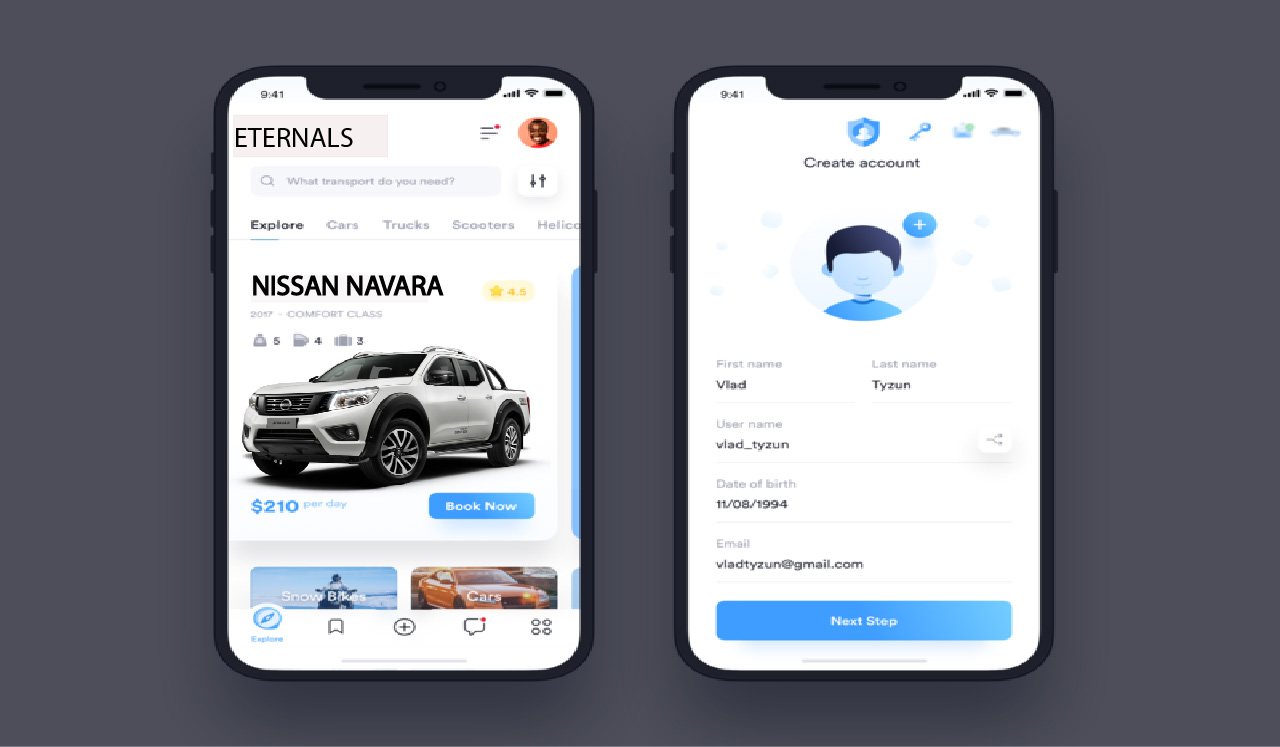 9:41
ETERNALS
What transport do you need?
Explore Cars Trucks Scooters Helico
NISSAN NAVARA
4.5
2017 - COMFORT CLASS
5 4 3
$210 per day
Book Now
Snow Bikes
Cars
Explore
9:41
Create account
First name Last name
Vlad Tyzun
User name
vlad_tyzun
Date of birth
11/08/1994
Email
vladtyzun@gmail.com
Next Step